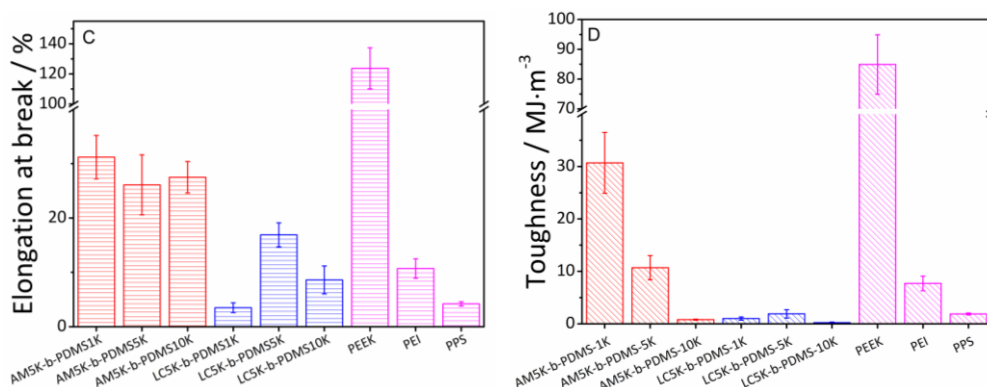 C
Elongation at break / %
140
120
100
20
0
AM5K-b-PDMS1K
AM5K-b-PDMS5K
AM5K-b-PDMS10K
LC5K-b-PDMS1K
LC5K-b-PDMS5K
LC5K-b-PDMS10K
PEEK
PEI
PPS
D
Toughness / MJ·m⁻³
100
90
80
70
40
30
20
10
0
AM5K-b-PDMS-1K
AM5K-b-PDMS-5K
AM5K-b-PDMS-10K
LC5K-b-PDMS-1K
LC5K-b-PDMS-5K
LC5K-b-PDMS-10K
PEEK
PEI
PPS